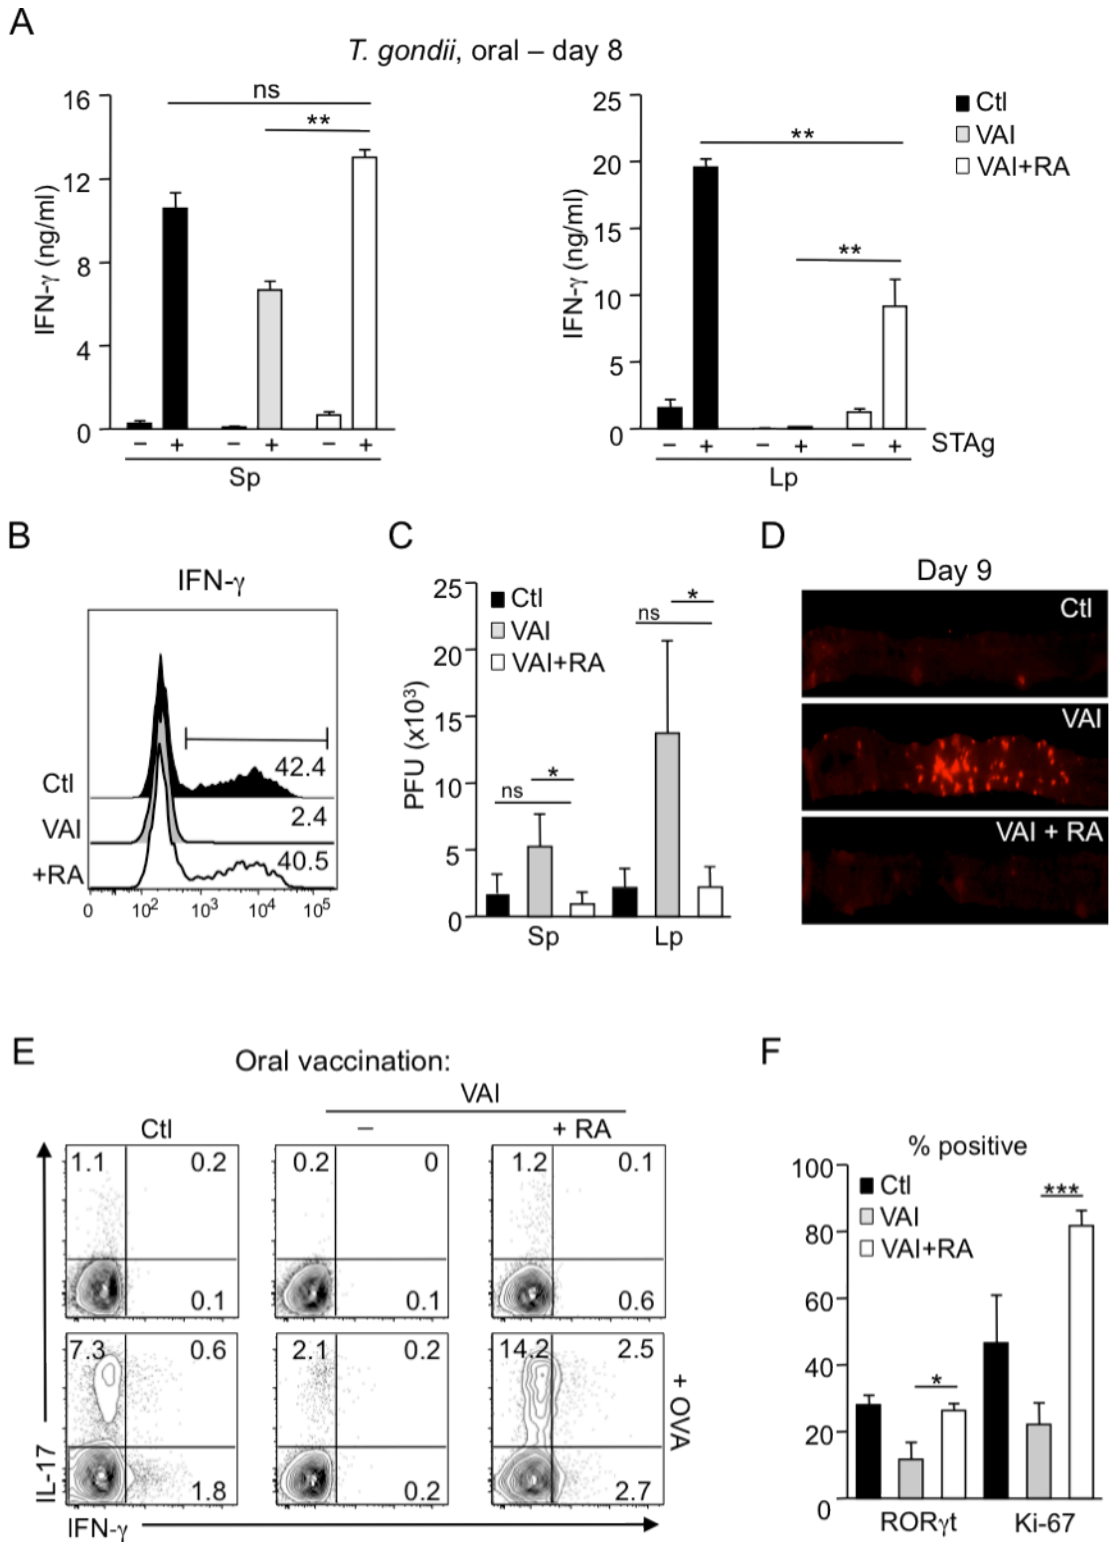 A
T. gondii, oral – day 8
16
12
8
4
0
IFN-γ (ng/ml)
ns
**
− + − + − +
Sp
25
20
15
10
5
0
IFN-γ (ng/ml)
**
**
− + − + − + STAg
Lp
Ctl
VAI
VAI+RA
B
IFN-γ
Ctl
42.4
VAI
2.4
+RA
40.5
0 10² 10³ 10⁴ 10⁵
C
25
20
15
10
5
0
PFU (x10³)
Ctl
VAI
VAI+RA
ns
*
ns
*
Sp Lp
D
Day 9
Ctl
VAI
VAI + RA
E
Oral vaccination:
VAI
Ctl − + RA
1.1 0.2 0.2 0 1.2 0.1
0.1 0.1 0.6
7.3 0.6 2.1 0.2 14.2 2.5
1.8 0.2 2.7
+ OVA
IL-17
IFN-γ
F
% positive
100
80
60
40
20
0
Ctl
VAI
VAI+RA
*
***
RORγt Ki-67